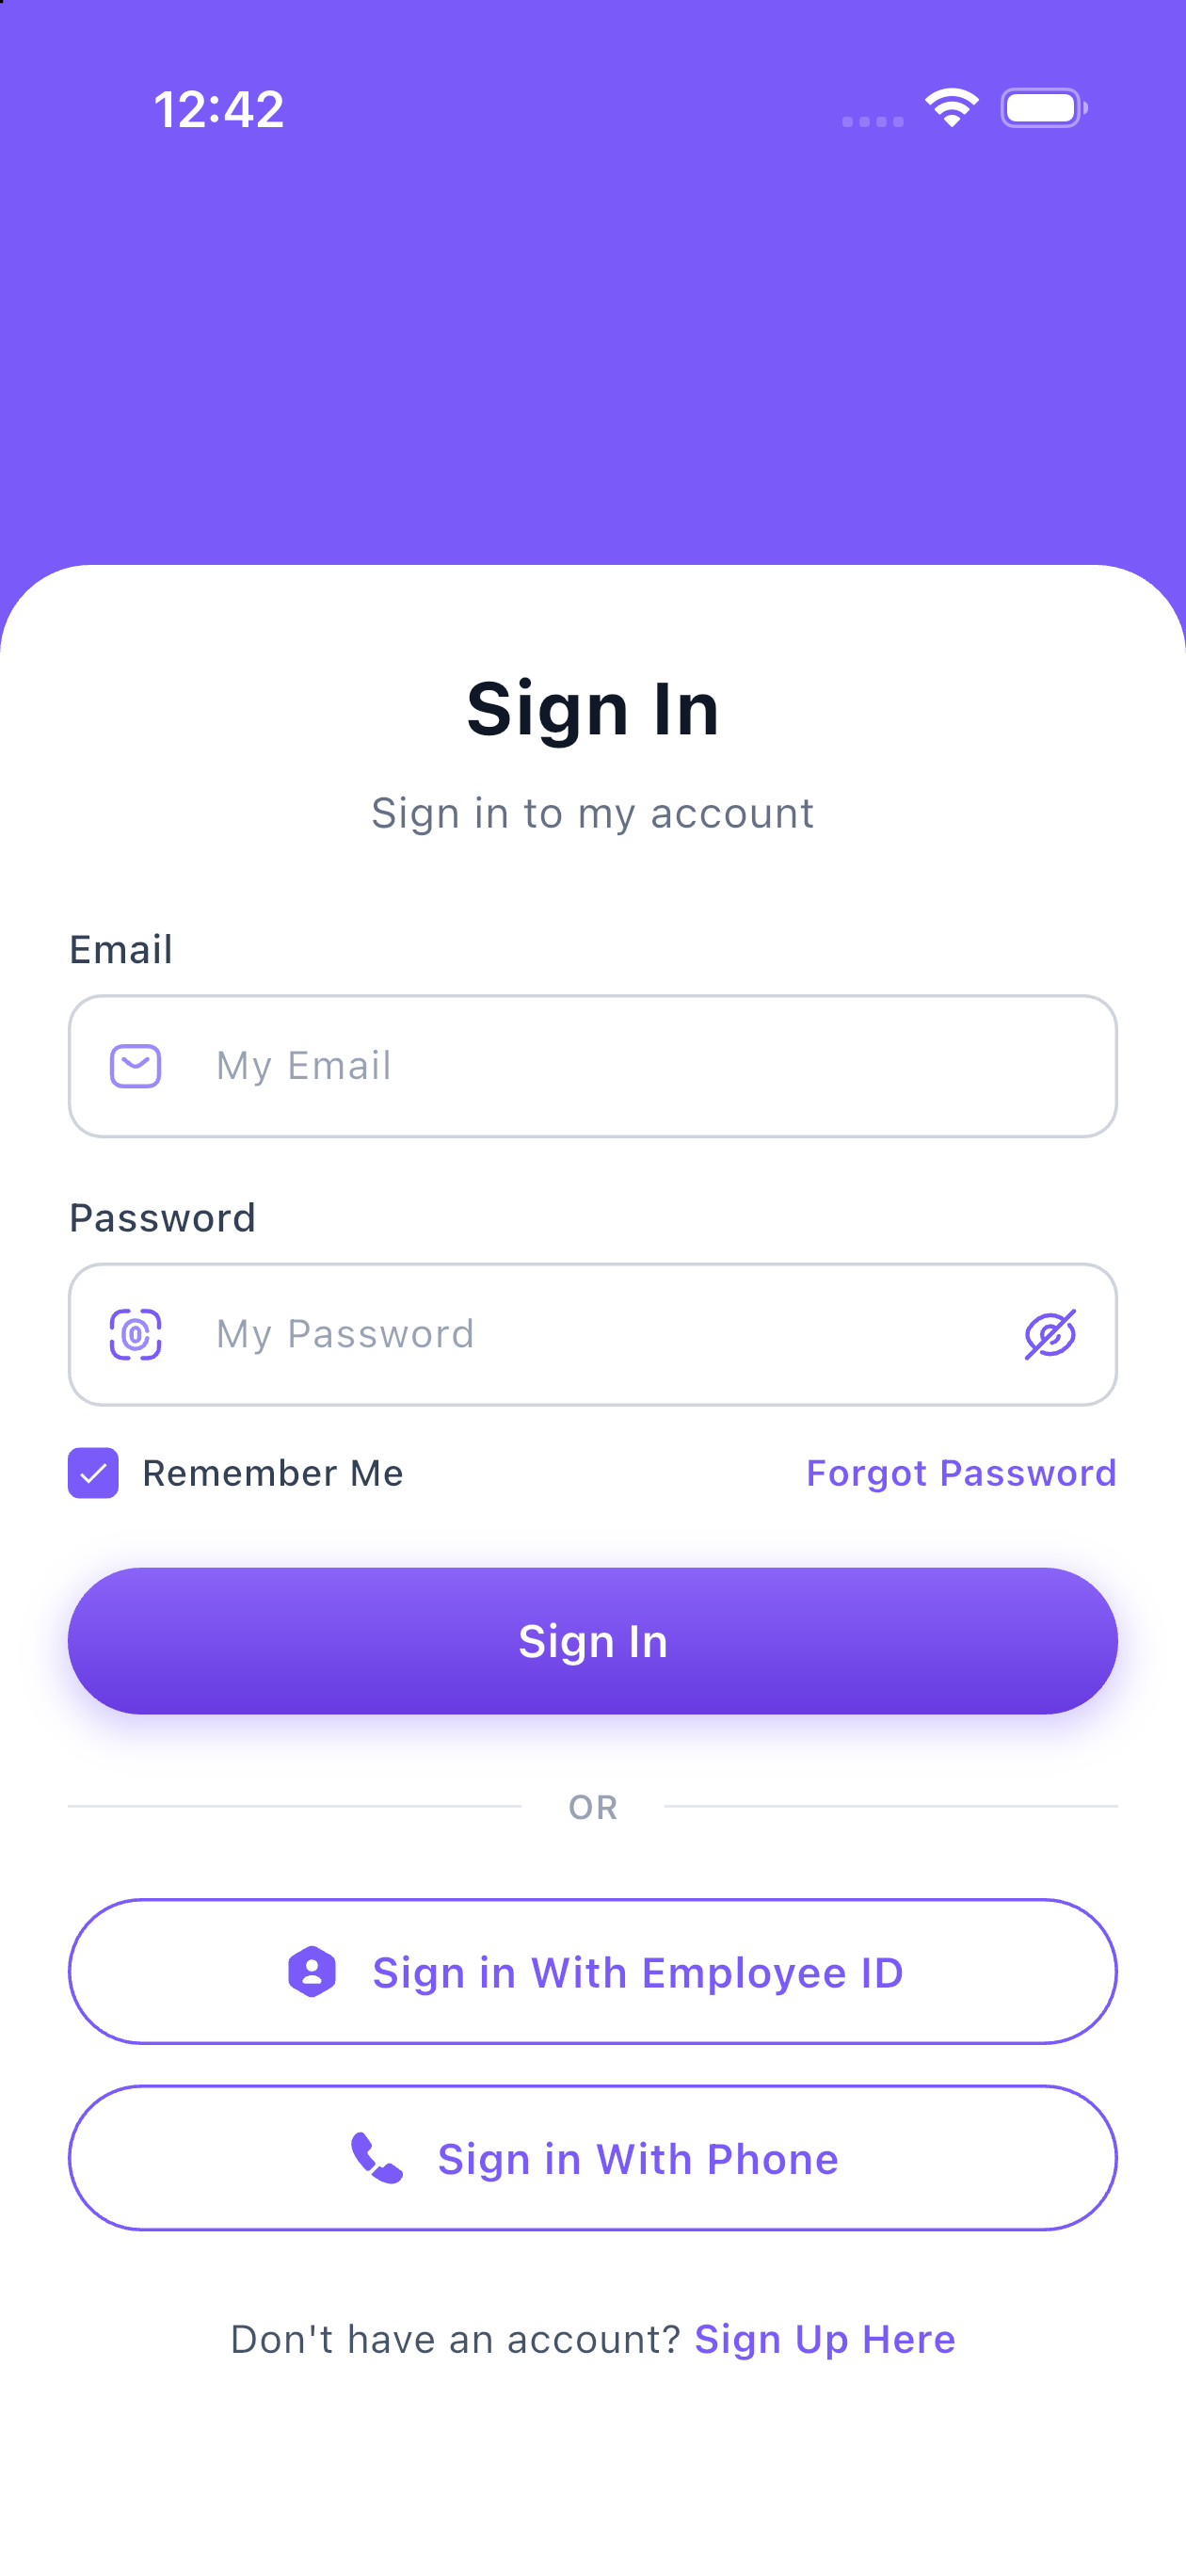 12:42
Sign In
Sign in to my account
Email
My Email
Password
My Password
Remember Me
Forgot Password
Sign In
OR
Sign in With Employee ID
Sign in With Phone
Don't have an account? Sign Up Here